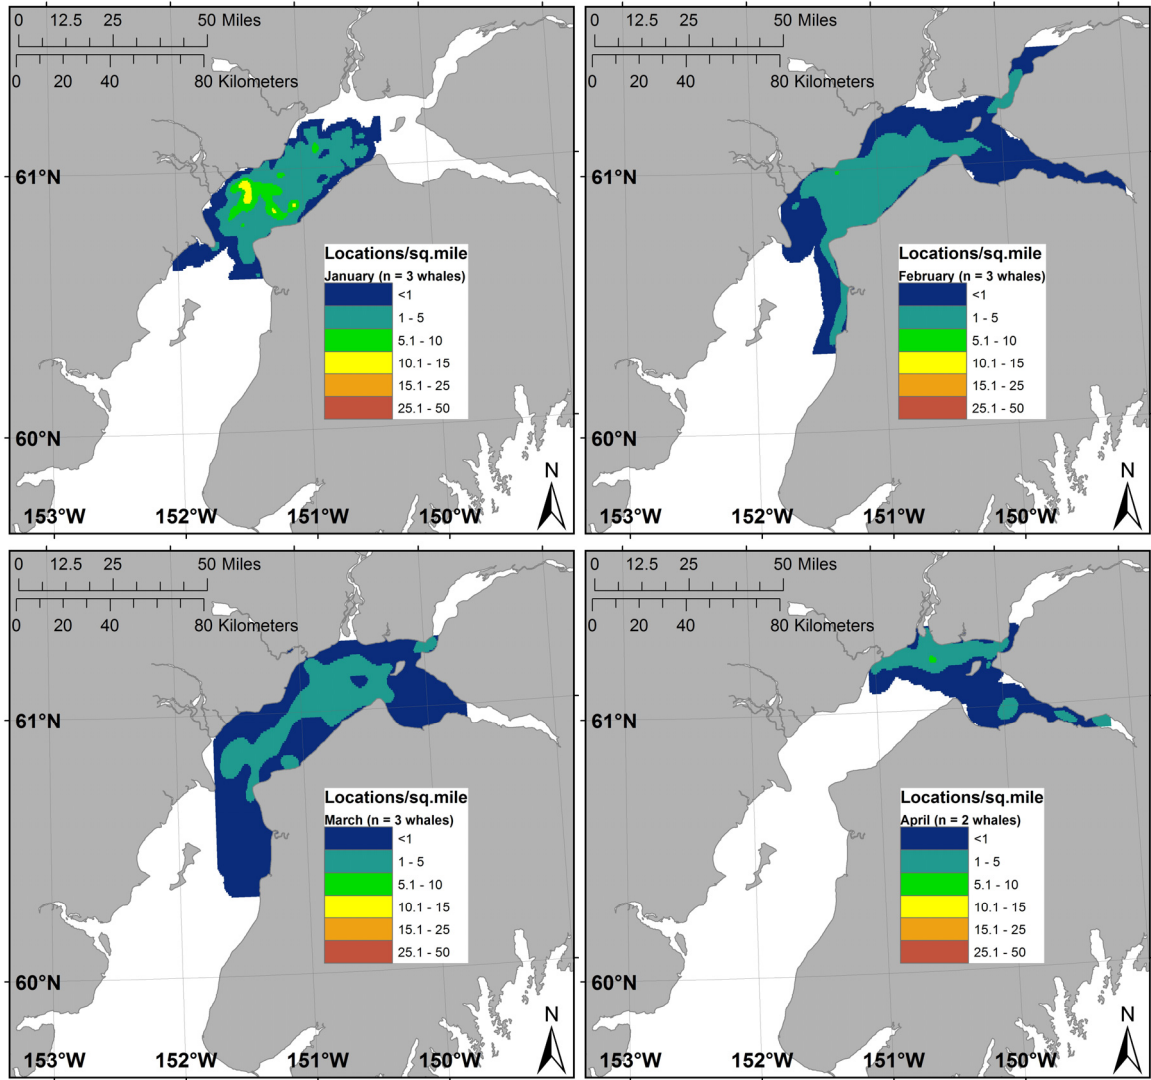 0 12.5 25 50 Miles
0 20 40 80 Kilometers
61°N
Locations/sq.mile
January (n = 3 whales)
<1
1 - 5
5.1 - 10
10.1 - 15
15.1 - 25
25.1 - 50
60°N
N
153°W 152°W 151°W 150°W
0 12.5 25 50 Miles
0 20 40 80 Kilometers
61°N
Locations/sq.mile
February (n = 3 whales)
<1
1 - 5
5.1 - 10
10.1 - 15
15.1 - 25
25.1 - 50
60°N
N
153°W 152°W 151°W 150°W
0 12.5 25 50 Miles
0 20 40 80 Kilometers
61°N
Locations/sq.mile
March (n = 3 whales)
<1
1 - 5
5.1 - 10
10.1 - 15
15.1 - 25
25.1 - 50
60°N
N
153°W 152°W 151°W 150°W
0 12.5 25 50 Miles
0 20 40 80 Kilometers
61°N
Locations/sq.mile
April (n = 2 whales)
<1
1 - 5
5.1 - 10
10.1 - 15
15.1 - 25
25.1 - 50
60°N
N
153°W 152°W 151°W 150°W